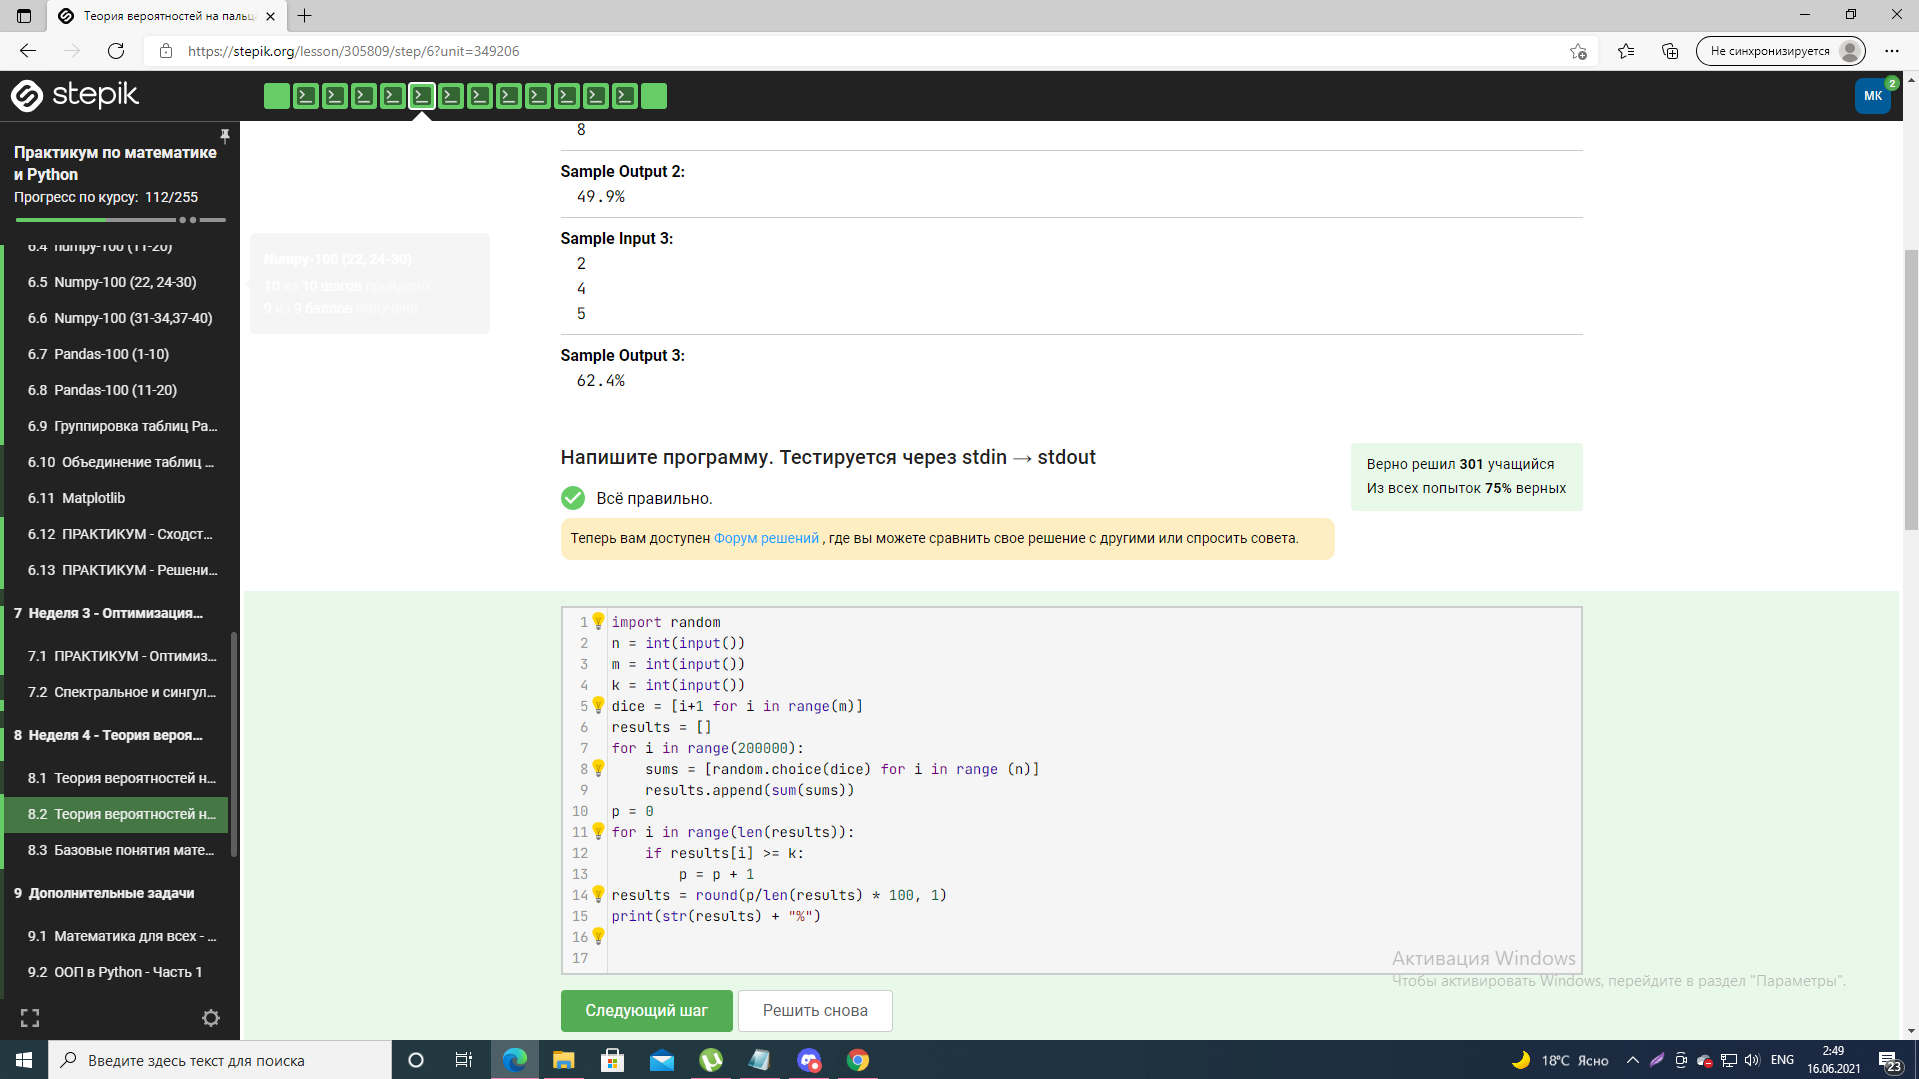 Теория вероятностей на пальца
https://stepik.org/lesson/305809/step/6?unit=349206
Не синхронизируется
stepik
МК
2
Практикум по математике
и Python
Прогресс по курсу: 112/255
6.4 numpy-100 (11-20)
6.5 Numpy-100 (22, 24-30)
6.6 Numpy-100 (31-34,37-40)
6.7 Pandas-100 (1-10)
6.8 Pandas-100 (11-20)
6.9 Группировка таблиц Pa...
6.10 Объединение таблиц ...
6.11 Matplotlib
6.12 ПРАКТИКУМ - Сходст...
6.13 ПРАКТИКУМ - Решени...
7 Неделя 3 - Оптимизация...
7.1 ПРАКТИКУМ - Оптимиз...
7.2 Спектральное и сингул...
8 Неделя 4 - Теория вероя...
8.1 Теория вероятностей н...
8.2 Теория вероятностей н...
8.3 Базовые понятия мате...
9 Дополнительные задачи
9.1 Математика для всех - ...
9.2 ООП в Python - Часть 1
Numpy-100 (22, 24-30)
10 из 10 шагов пройдено
9 из 9 баллов получено
8
Sample Output 2:
49.9%
Sample Input 3:
2
4
5
Sample Output 3:
62.4%
Напишите программу. Тестируется через stdin → stdout
Всё правильно.
Теперь вам доступен Форум решений , где вы можете сравнить свое решение с другими или спросить совета.
Верно решил 301 учащийся
Из всех попыток 75% верных
1 import random
2 n = int(input())
3 m = int(input())
4 k = int(input())
5 dice = [i+1 for i in range(m)]
6 results = []
7 for i in range(200000):
8     sums = [random.choice(dice) for i in range (n)]
9     results.append(sum(sums))
10 p = 0
11 for i in range(len(results)):
12     if results[i] >= k:
13         p = p + 1
14 results = round(p/len(results) * 100, 1)
15 print(str(results) + "%")
16
17
Активация Windows
Чтобы активировать Windows, перейдите в раздел "Параметры".
Следующий шаг
Решить снова
Введите здесь текст для поиска
18°C Ясно
ENG
2:49
16.06.2021
23